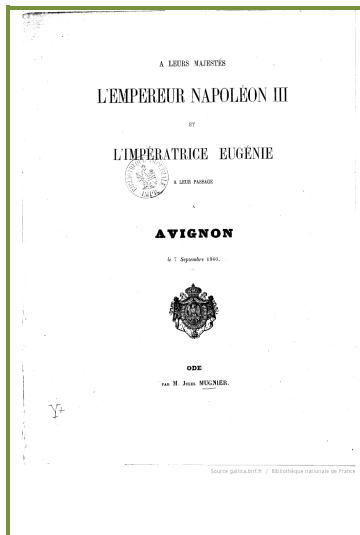 A LEURS MAJESTÉS
L'EMPEREUR NAPOLÉON III
ET
L'IMPÉRATRICE EUGÉNIE
A LEUR PASSAGE
A
AVIGNON
le 7 Septembre 1860.
ODE
PAR M. JULES MUGNIER.
Y+
Source gallica.bnf.fr / Bibliothèque nationale de France